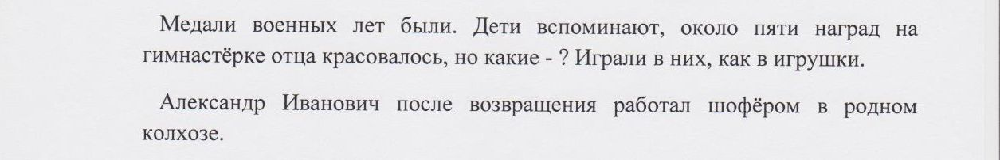 Медали военных лет были. Дети вспоминают, около пяти наград на
гимнастёрке отца красовалось, но какие - ? Играли в них, как в игрушки.
Александр Иванович после возвращения работал шофёром в родном
колхозе.